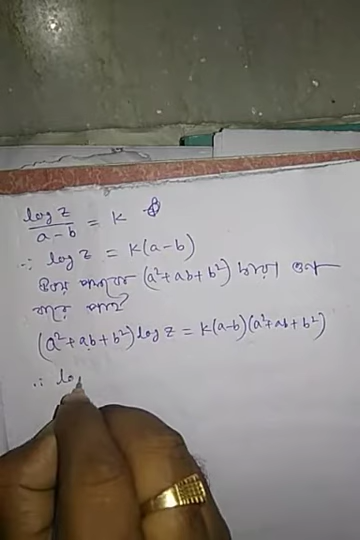 log z / a-b = k
∴ log z = k(a-b)
উভয় পক্ষকে (a²+ab+b²) দ্বারা গুণ
করে পাই
(a²+ab+b²) log z = k(a-b)(a²+ab+b²)
∴ lo